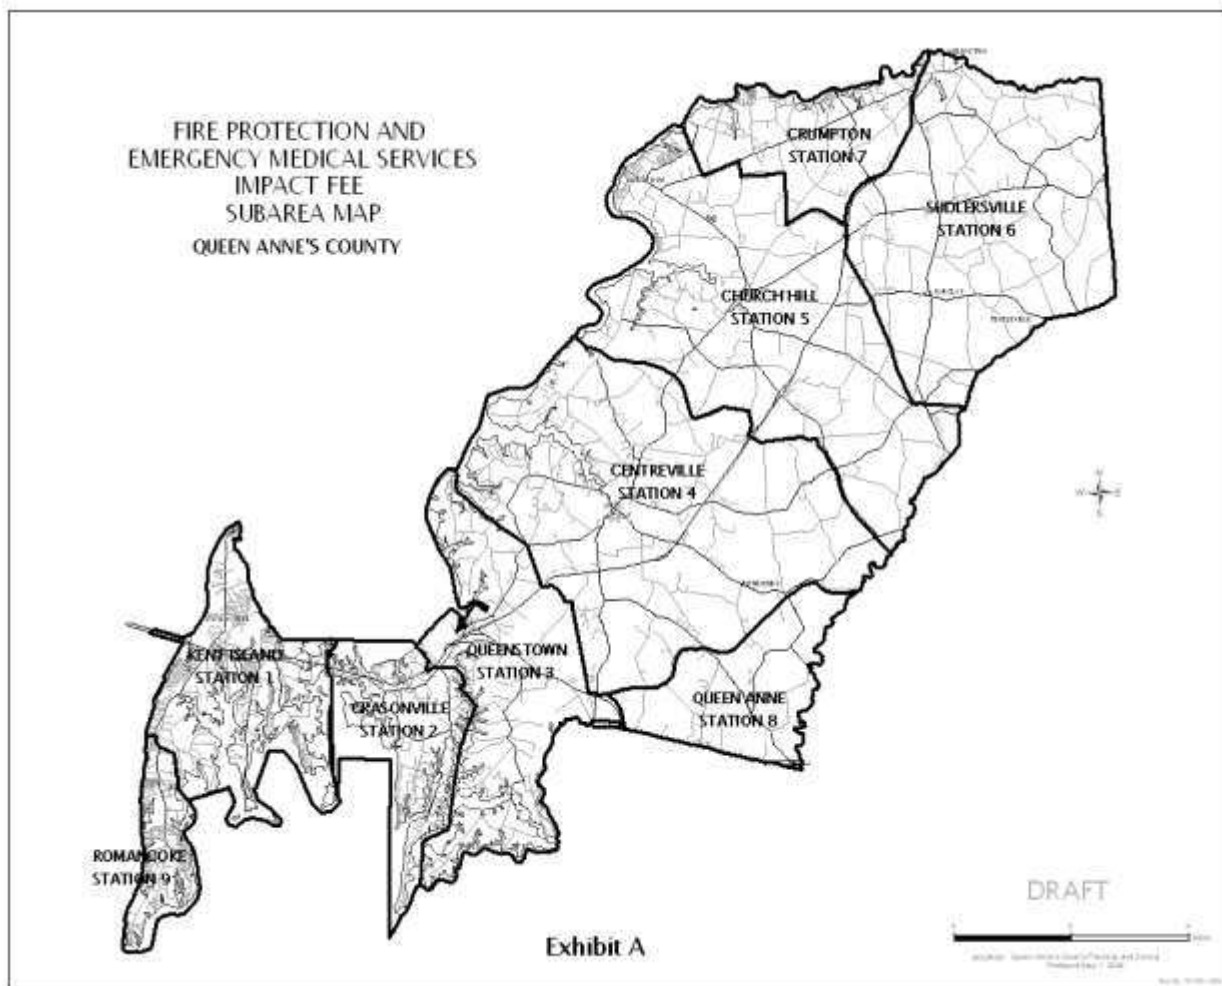 FIRE PROTECTION AND
EMERGENCY MEDICAL SERVICES
IMPACT FEE
SUBAREA MAP
QUEEN ANNE'S COUNTY
CRUMPTON
STATION 7
SUDLERSVILLE
STATION 6
CHURCH HILL
STATION 5
CENTREVILLE
STATION 4
N
W E
S
KENT ISLAND
STATION 1
QUEENSTOWN
STATION 3
GRASONVILLE
STATION 2
QUEEN ANNE
STATION 8
ROMANCOKE
STATION 9
DRAFT
Exhibit A